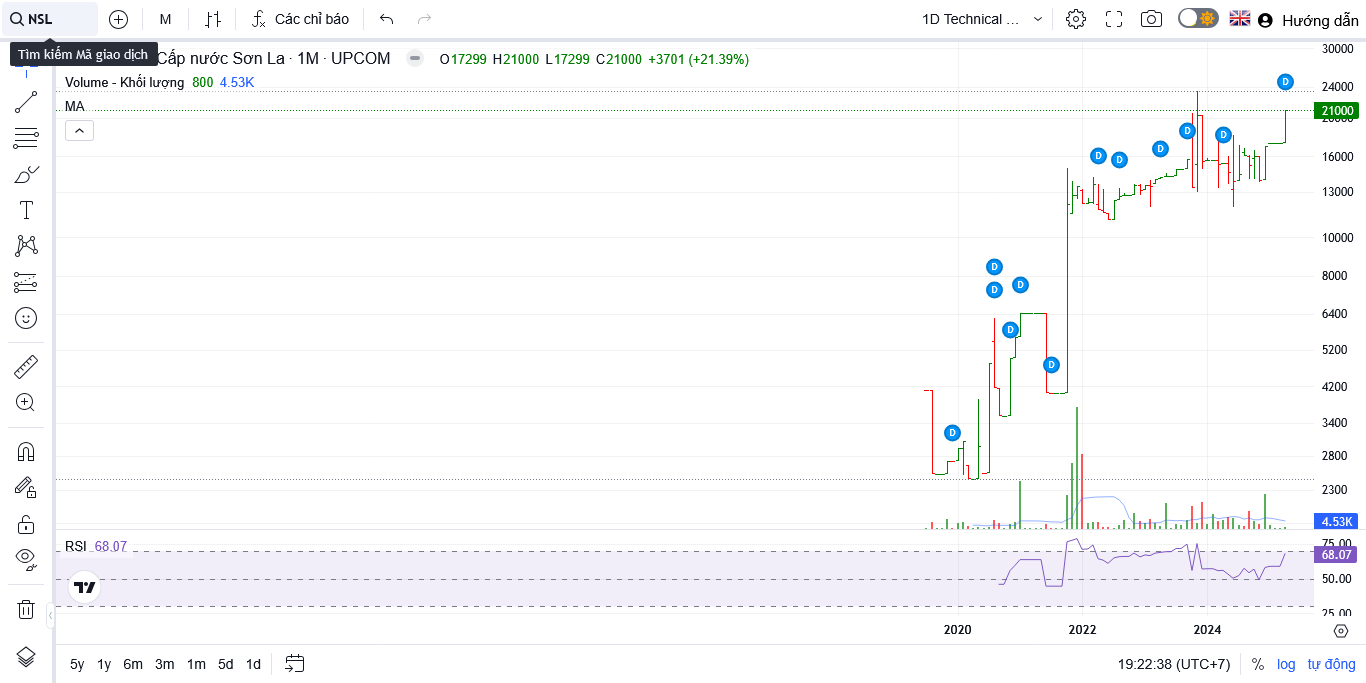 NSL
M
Các chỉ báo
1D Technical ...
Hướng dẫn
Tìm kiếm Mã giao dịch
Cấp nước Sơn La · 1M · UPCOM
O17299 H21000 L17299 C21000 +3701 (+21.39%)
Volume - Khối lượng 800 4.53K
MA
30000
24000
21000
20000
16000
13000
10000
8000
6400
5200
4200
3400
2800
2300
4.53K
D
D
D
D
D
D
D
D
D
D
D
D
RSI 68.07
75.00
68.07
50.00
25.00
2020
2022
2024
5y 1y 6m 3m 1m 5d 1d
19:22:38 (UTC+7)
% log tự động